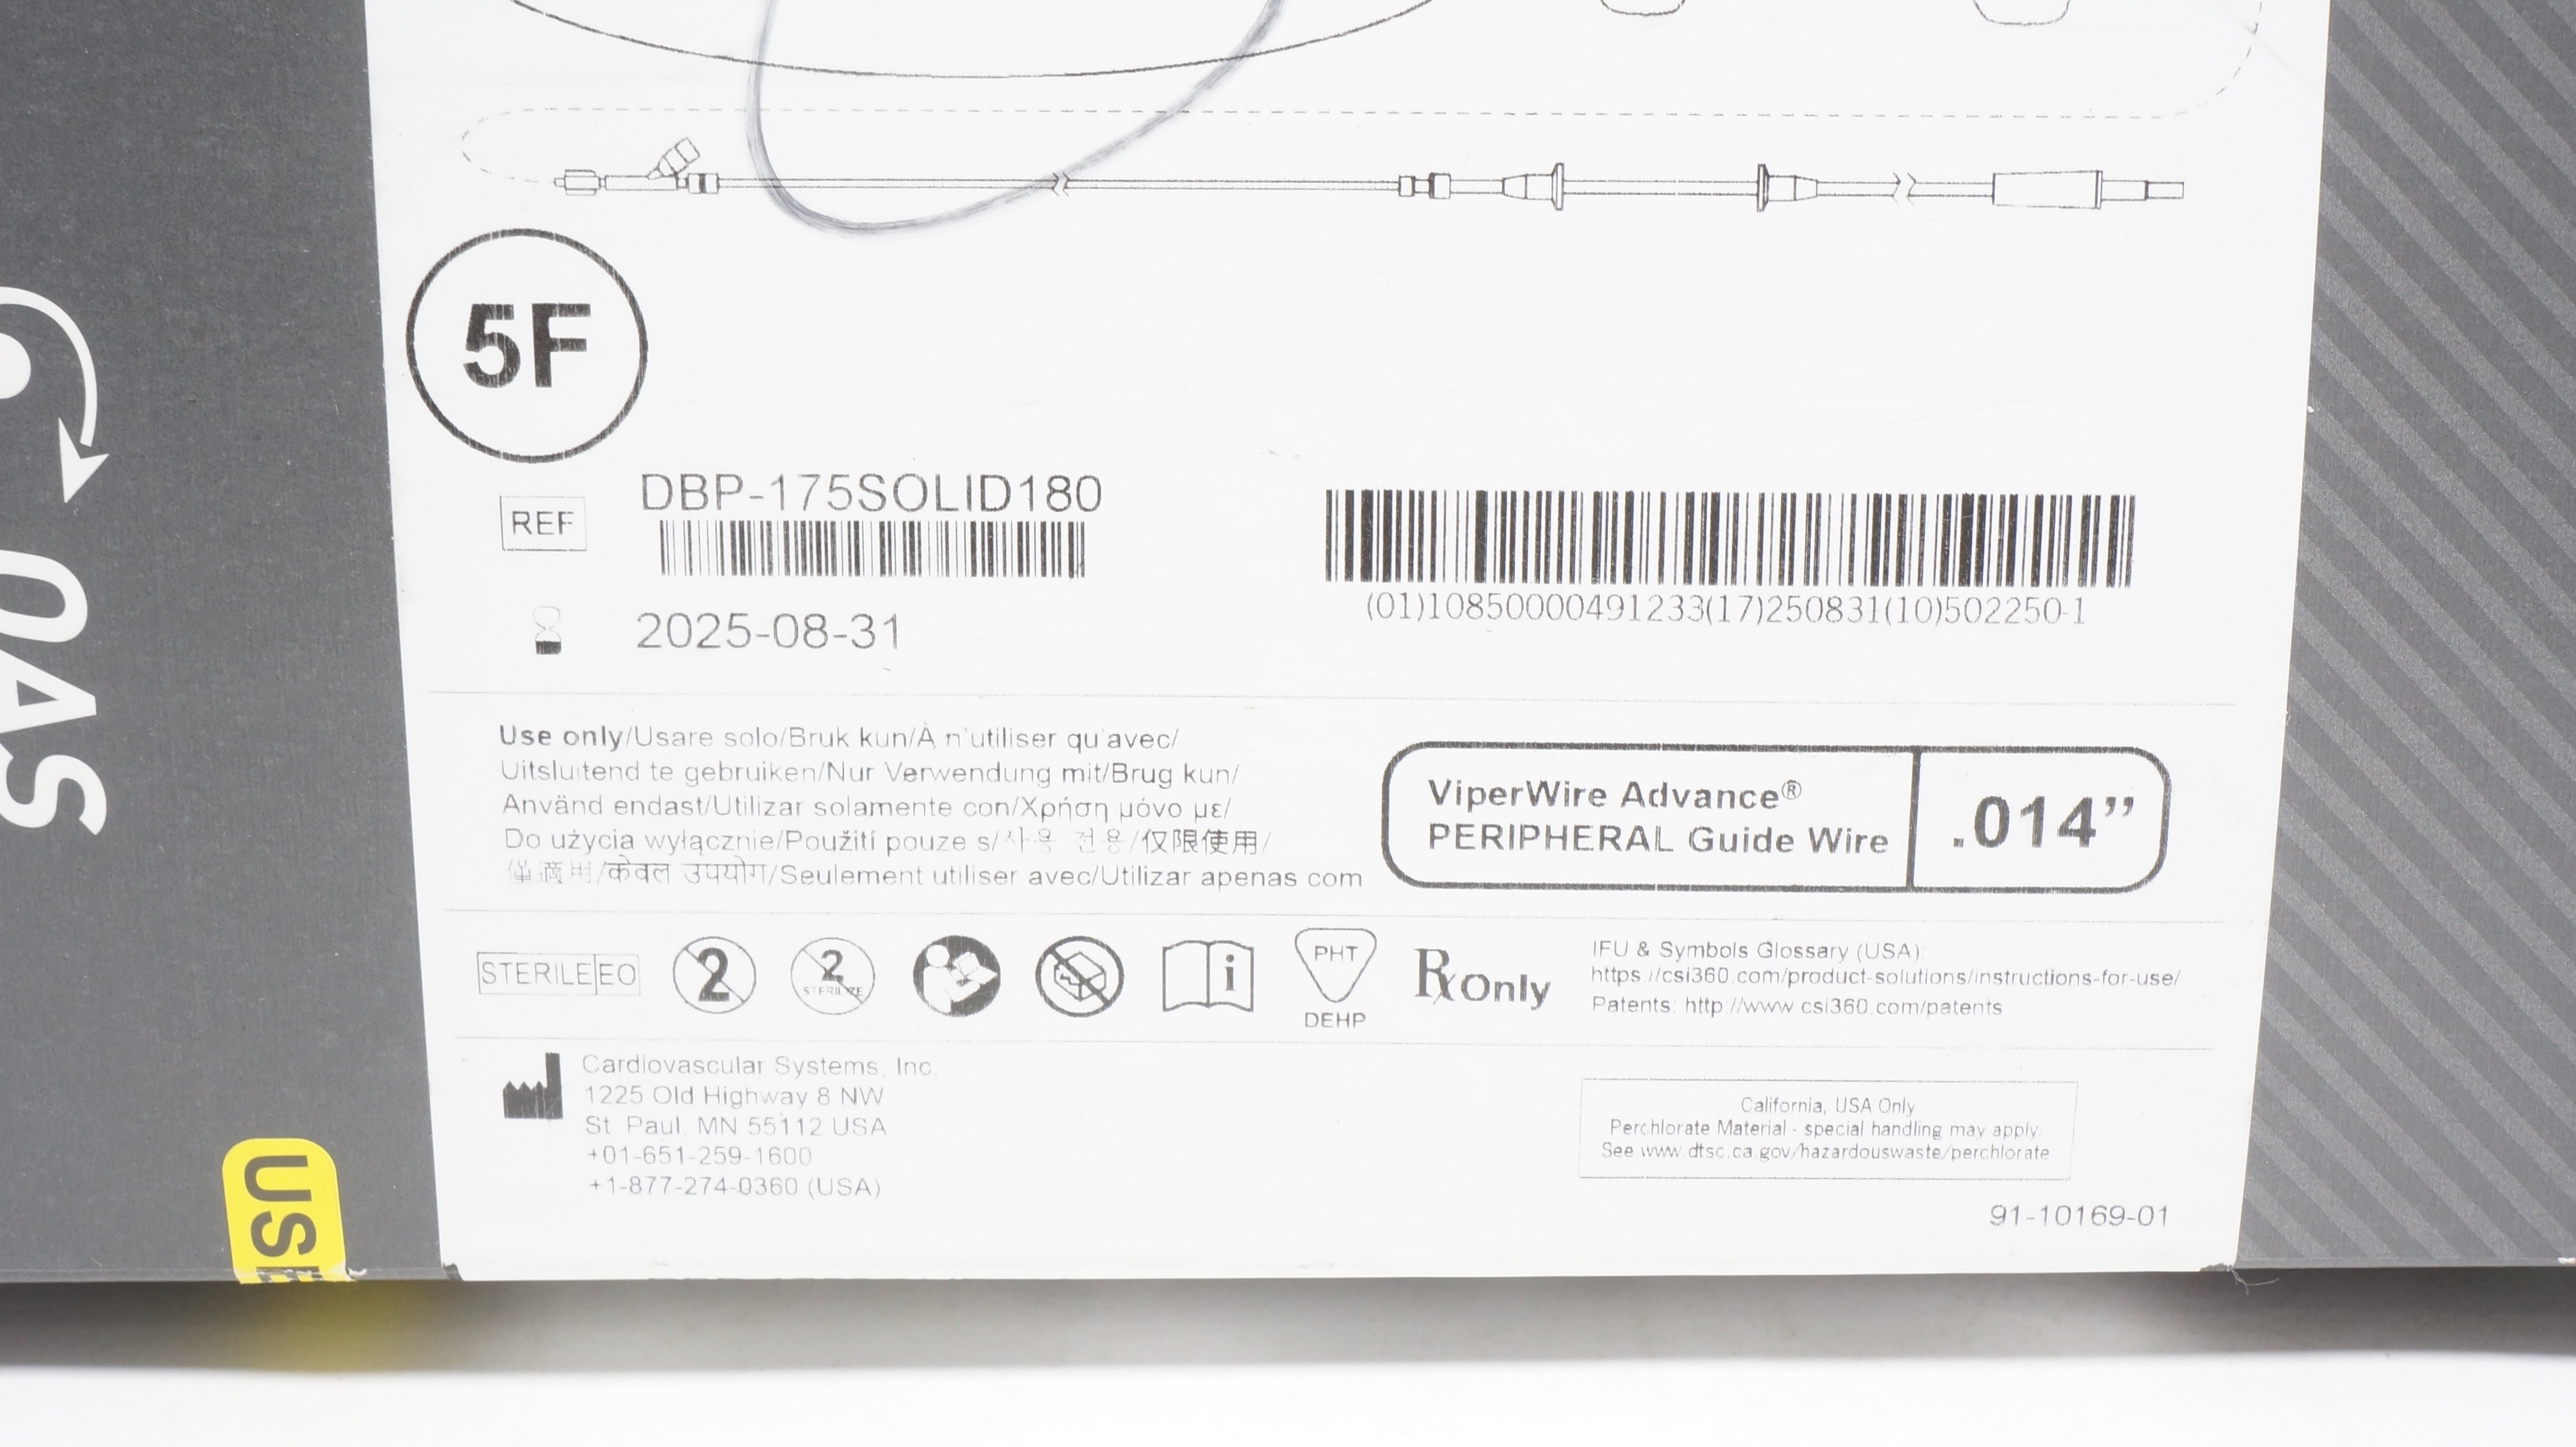 5F
REF
DBP-175SOLID180
2025-08-31
(01)10850000491233(17)250831(10)502250-1
Use only/Usare solo/Bruk kun/À n'utiliser qu'avec/
Uitsluitend te gebruiken/Nur Verwendung mit/Brug kun/
Använd endast/Utilizar solamente con/Χρήση μόνο με/
Do użycia wyłącznie/Použití pouze s/사용 전용/仅限使用/
僅適用/केवल उपयोग/Seulement utiliser avec/Utilizar apenas com
ViperWire Advance®
PERIPHERAL Guide Wire
.014”
STERILE EO
2
2
STERILIZE
i
PHT
DEHP
Rx Only
IFU & Symbols Glossary (USA)
https://csi360.com/product-solutions/instructions-for-use/
Patents: http://www.csi360.com/patents
Cardiovascular Systems, Inc.
1225 Old Highway 8 NW
St. Paul, MN 55112 USA
+01-651-259-1600
+1-877-274-0360 (USA)
California, USA Only
Perchlorate Material - special handling may apply.
See www.dtsc.ca.gov/hazardouswaste/perchlorate
91-10169-01
OAS
USE